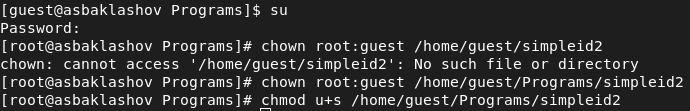 [guest@asbaklashov Programs]$ su
Password:
[root@asbaklashov Programs]# chown root:guest /home/guest/simpleid2
chown: cannot access '/home/guest/simpleid2': No such file or directory
[root@asbaklashov Programs]# chown root:guest /home/guest/Programs/simpleid2
[root@asbaklashov Programs]# chmod u+s /home/guest/Programs/simpleid2